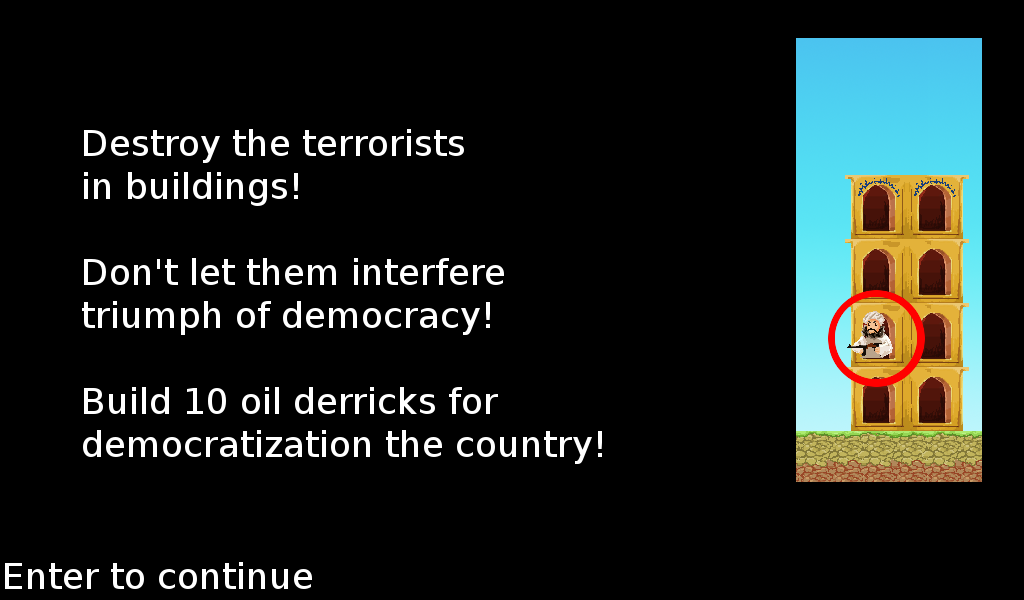 Destroy the terrorists
in buildings!
Don't let them interfere
triumph of democracy!
Build 10 oil derricks for
democratization the country!
Enter to continue